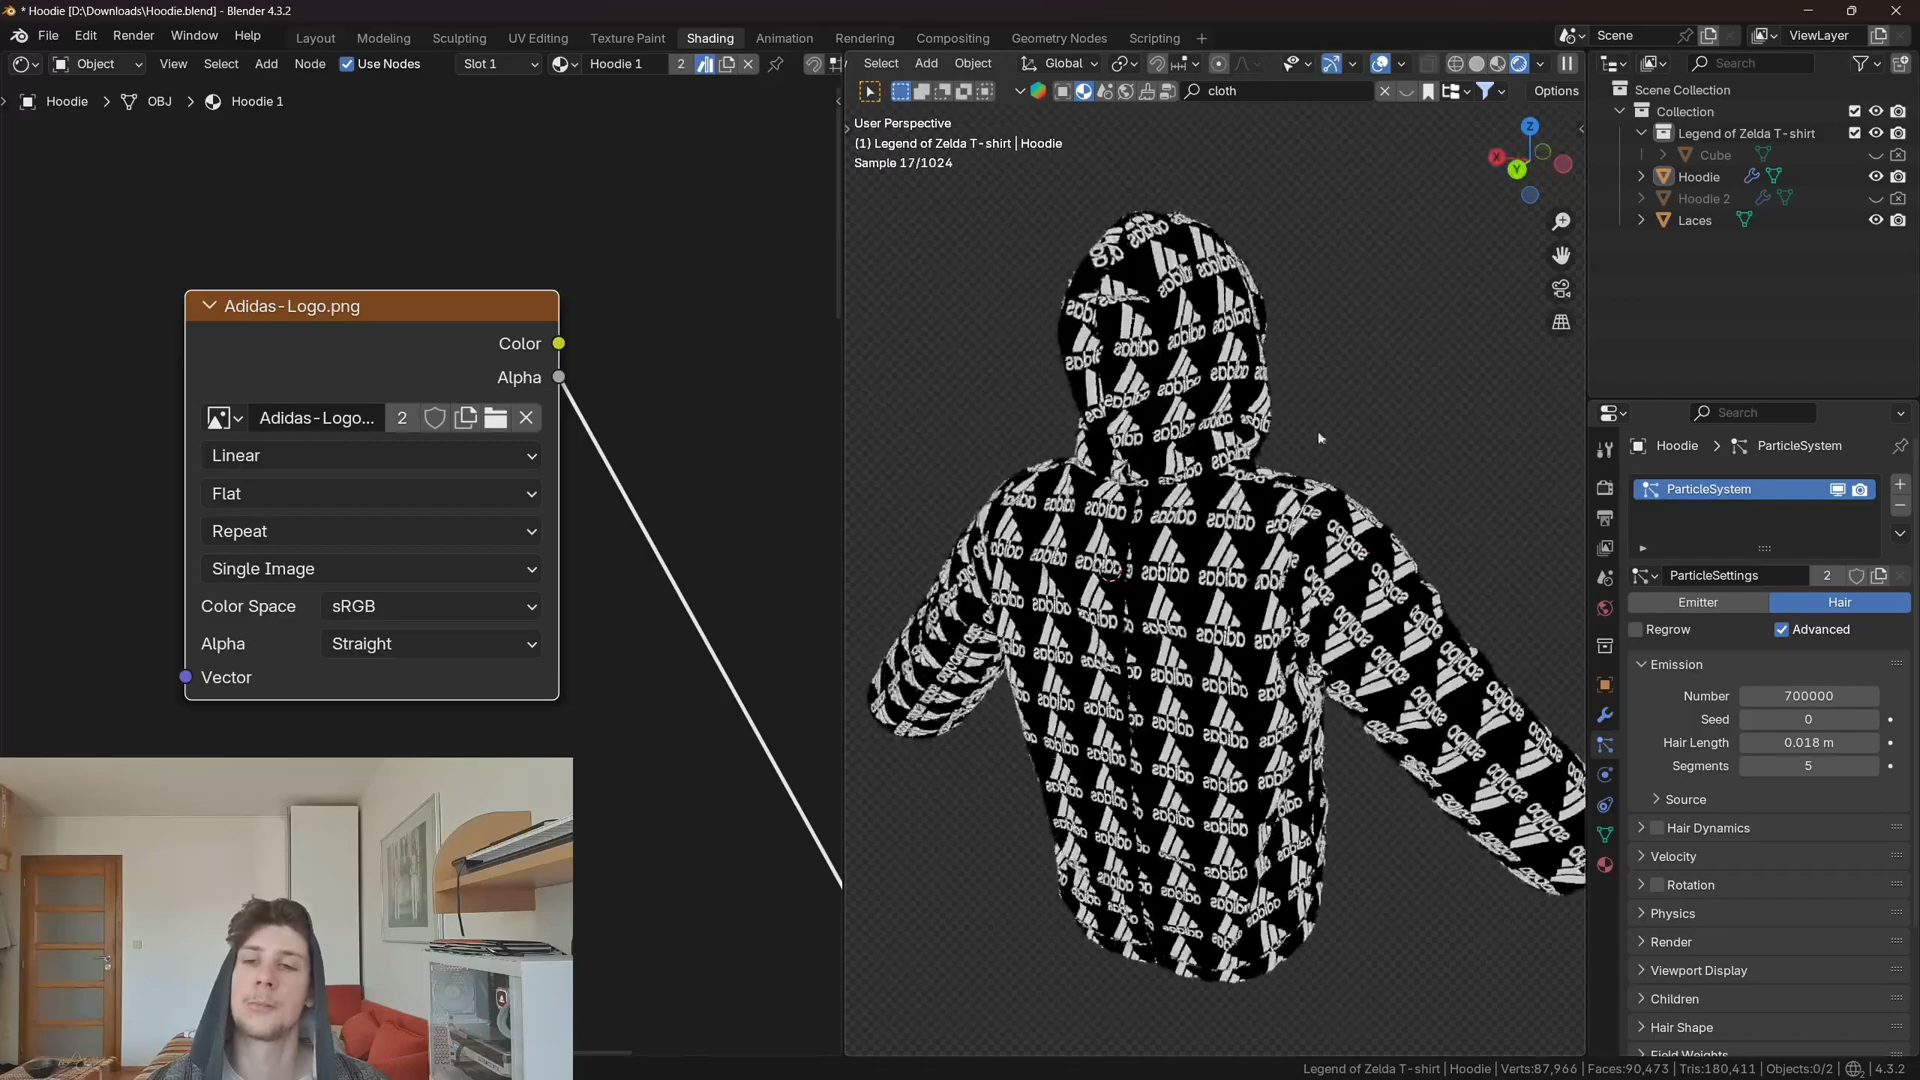 * Hoodie [D:\Downloads\Hoodie.blend] - Blender 4.3.2
File Edit Render Window Help Layout Modeling Sculpting UV Editing Texture Paint Shading Animation Rendering Compositing Geometry Nodes Scripting + Scene ViewLayer
Object View Select Add Node Use Nodes Slot 1 Hoodie 1 2 Select Add Object Global Search
Hoodie > OBJ > Hoodie 1 cloth Options
User Perspective
(1) Legend of Zelda T-shirt | Hoodie
Sample 17/1024
Z
X
Y
Adidas-Logo.png
Color
Alpha
Adidas-Logo... 2
Linear
Flat
Repeat
Single Image
Color Space sRGB
Alpha Straight
Vector
adidas
Scene Collection
Collection
Legend of Zelda T-shirt
Cube
Hoodie
Hoodie 2
Laces
Search
Hoodie > ParticleSystem
ParticleSystem
ParticleSettings 2
Emitter Hair
Regrow Advanced
Emission
Number 700000
Seed 0
Hair Length 0.018 m
Segments 5
Source
Hair Dynamics
Velocity
Rotation
Physics
Render
Viewport Display
Children
Hair Shape
Field Weights
Legend of Zelda T-shirt | Hoodie | Verts:87,966 | Faces:90,473 | Tris:180,411 | Objects:0/2 | 4.3.2